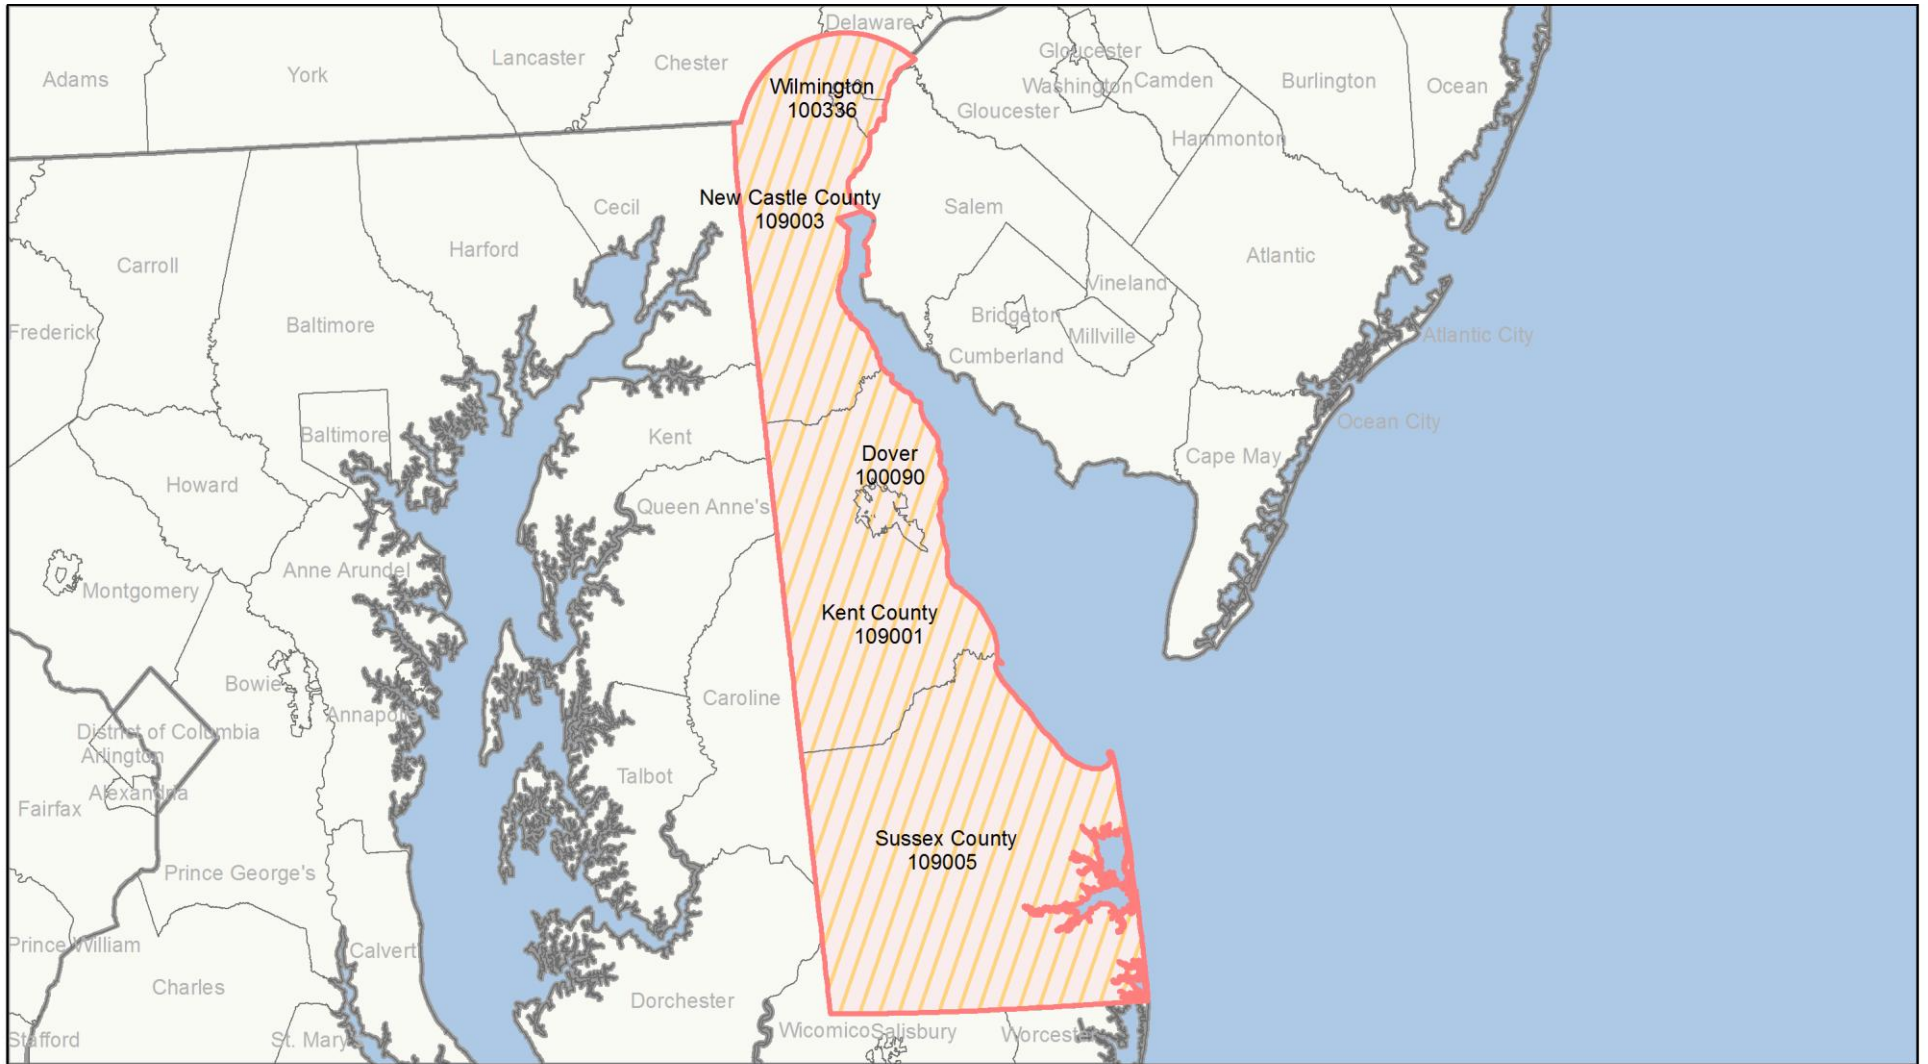 Delaware
Adams
York
Lancaster
Chester
Gloucester
Washington
Camden
Burlington
Ocean
Wilmington
100336
Gloucester
Hammonton
New Castle County
109003
Cecil
Salem
Harford
Carroll
Atlantic
Vineland
Bridgeton
Millville
Baltimore
Frederick
Cumberland
Atlantic City
Ocean City
Baltimore
Kent
Dover
100090
Cape May
Howard
Queen Anne's
Anne Arundel
Montgomery
Kent County
109001
Bowie
Caroline
Annapolis
District of Columbia
Arlington
Talbot
Alexandria
Fairfax
Sussex County
109005
Prince George's
Prince William
Calvert
Charles
Dorchester
Wicomico
Salisbury
Worcester
Stafford
St. Mary's